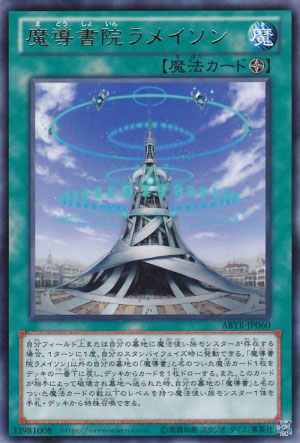 ま どう しょ いん
魔導書院ラメイソン
魔
【魔法カード】
ABYR-JP060
自分フィールド上または自分の墓地に魔法使い族モンスターが存在する
場合、1ターンに1度、自分のスタンバイフェイズ時に発動できる。「魔導書
院ラメイソン」以外の自分の墓地の「魔導書」と名のついた魔法カード1枚を
デッキの一番下に戻し、デッキからカードを1枚ドローする。また、このカード
が相手によって破壊され墓地へ送られた時、自分の墓地の「魔導書」と名の
ついた魔法カードの数以下のレベルを持つ魔法使い族モンスター1体を
手札・デッキから特殊召喚できる。
33981008